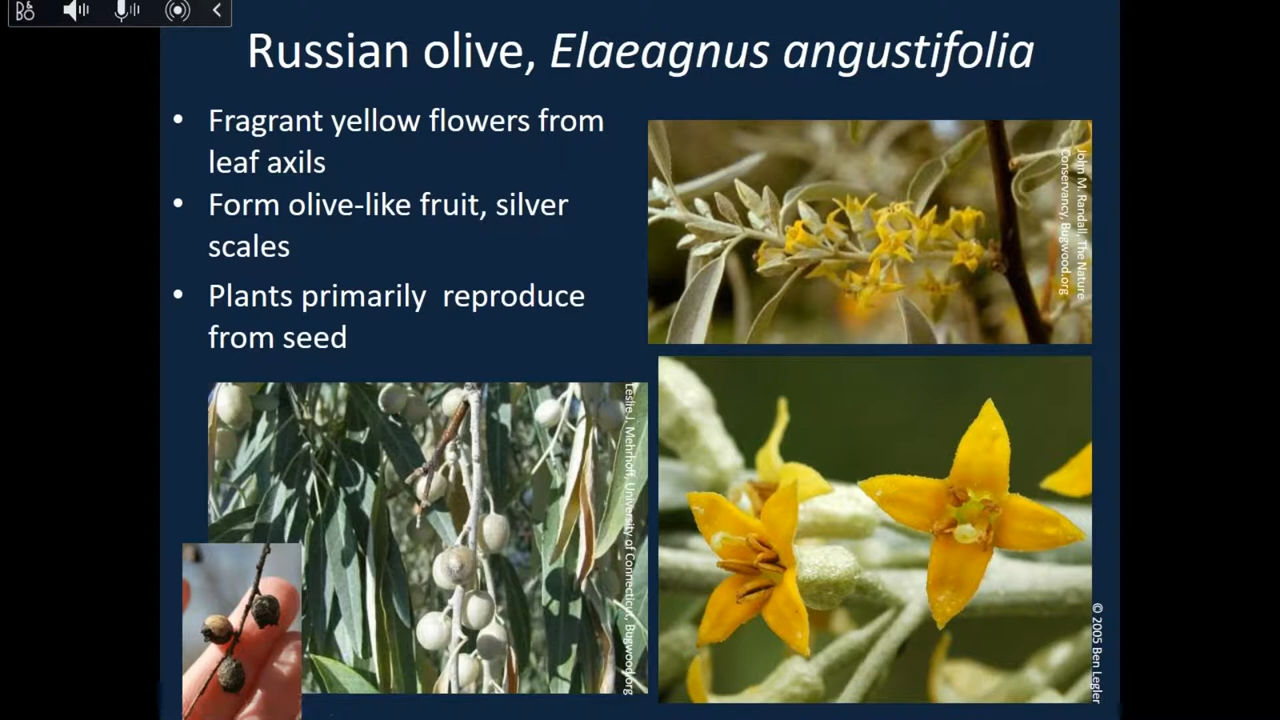 B&O
Russian olive, Elaeagnus angustifolia
• Fragrant yellow flowers from
leaf axils
• Form olive-like fruit, silver
scales
• Plants primarily  reproduce
from seed
John M. Randall, The Nature
Conservancy, Bugwood.org
Leslie J. Mehrhoff, University of Connecticut, Bugwood.org
© 2005 Ben Legler